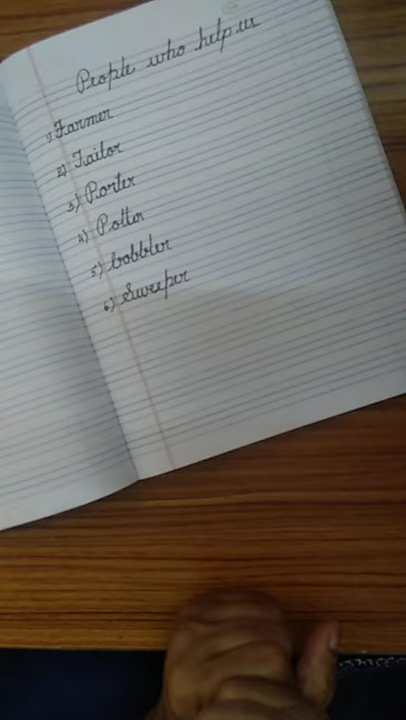 People who help us
1) Farmer
2) Tailor
3) Porter
4) Potter
5) Cobbler
6) Sweeper